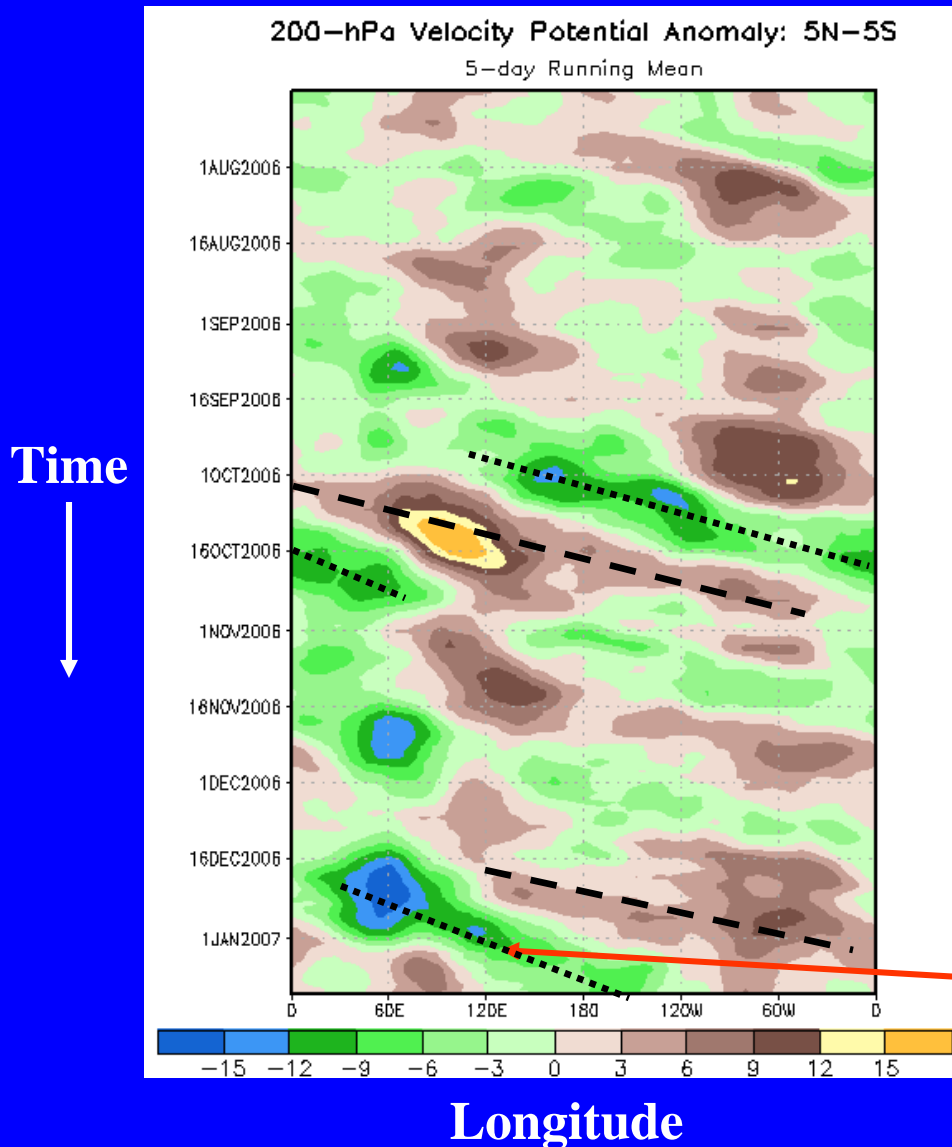 200-hPa Velocity Potential Anomaly: 5N-5S
5-day Running Mean
1AUG2006
16AUG2006
1SEP2006
16SEP2006
1OCT2006
16OCT2006
1NOV2006
16NOV2006
1DEC2006
16DEC2006
1JAN2007
Time
0 60E 120E 180 120W 60W 0
-15 -12 -9 -6 -3 0 3 6 9 12 15
Longitude